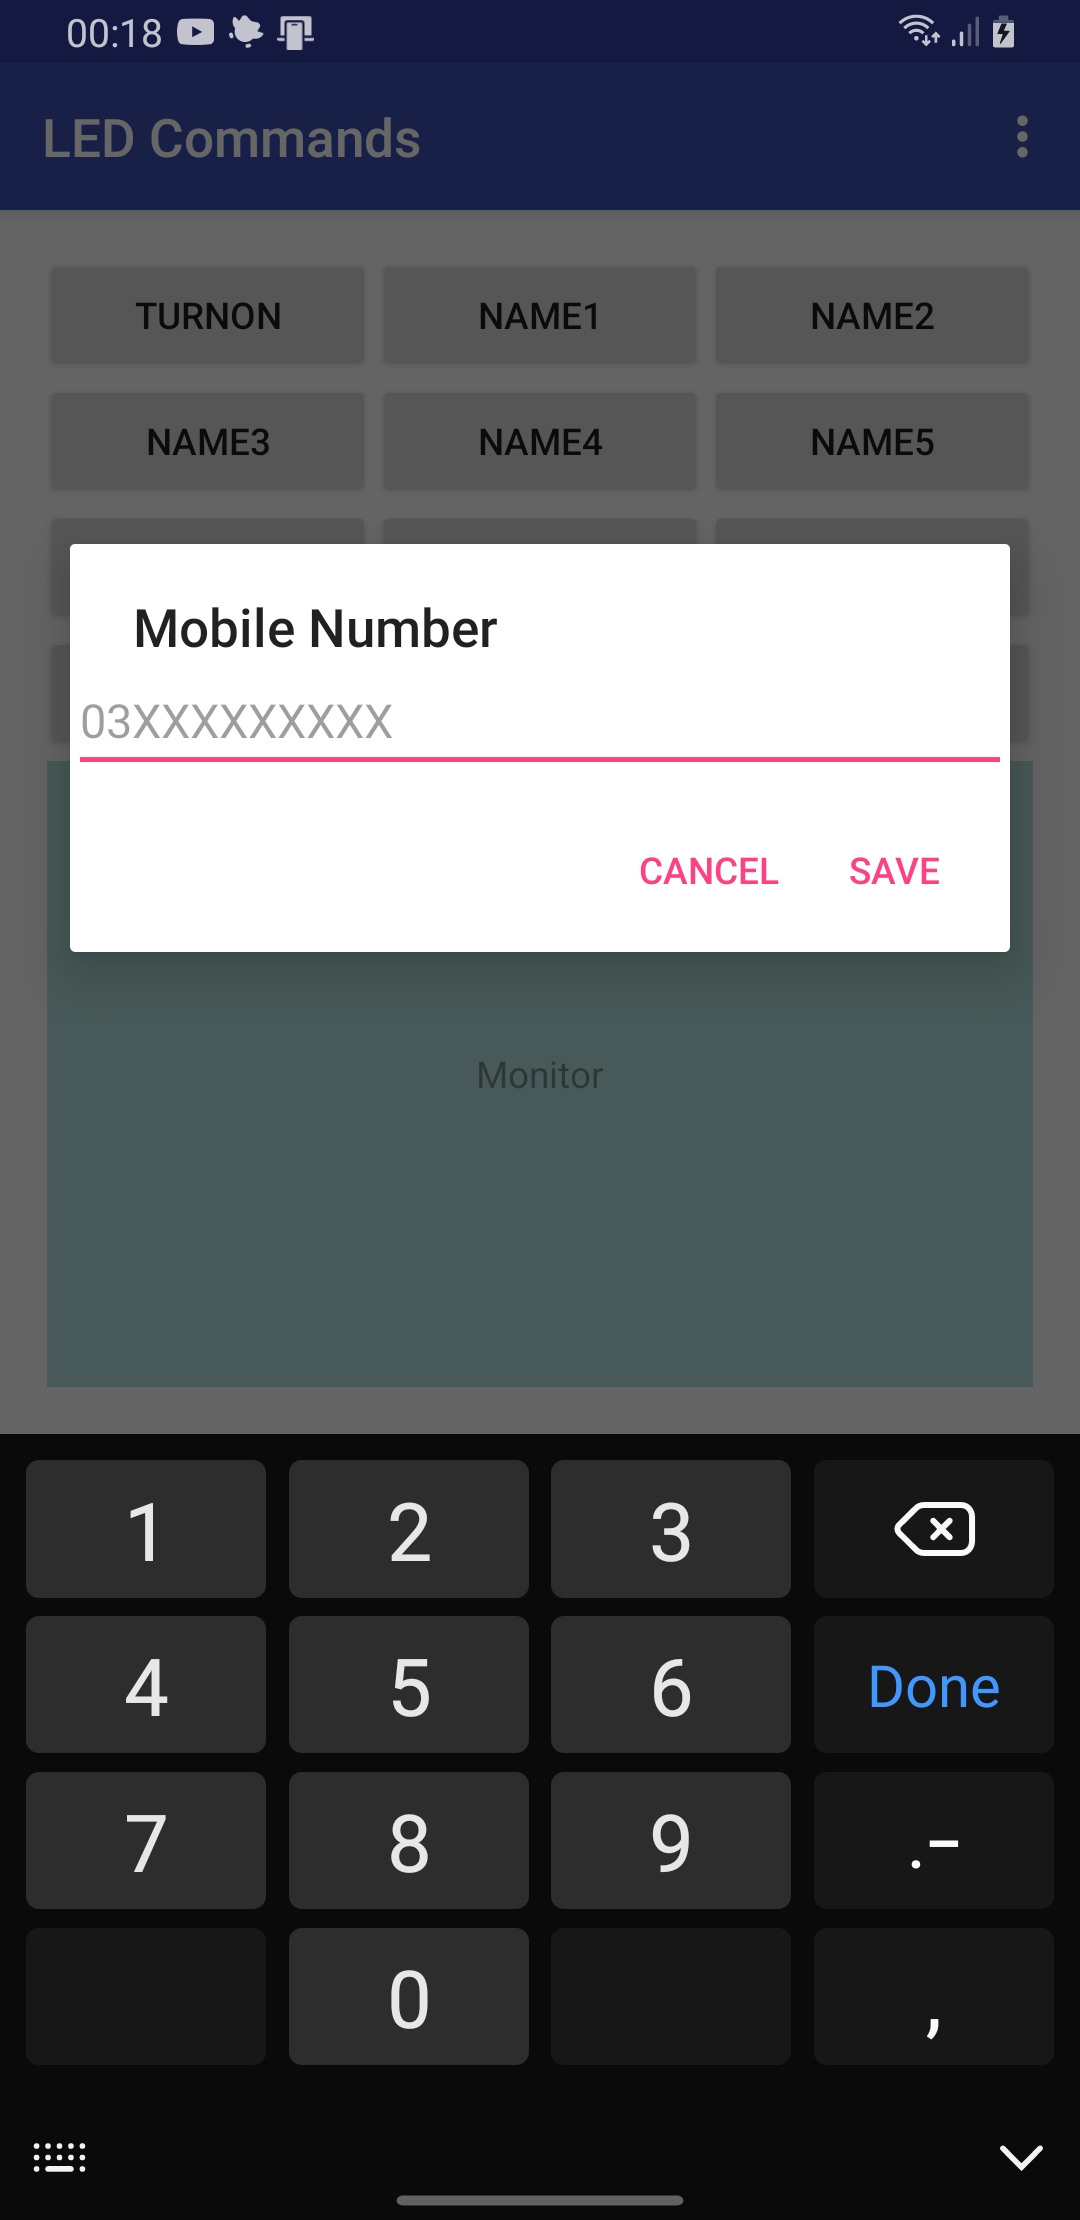 00:18
LED Commands
TURNON NAME1 NAME2
NAME3 NAME4 NAME5
Mobile Number
03XXXXXXXXX
CANCEL SAVE
Monitor
1 2 3
4 5 6 Done
7 8 9 .-
0 ,